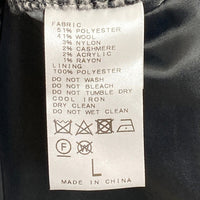 FABRIC
51% POLYESTER
41% WOOL
3% NYLON
2% CASHMERE
2% ACRYLIC
1% RAYON
LINING
100% POLYESTER
DO NOT WASH
DO NOT BLEACH
DO NOT TUMBLE DRY
COOL IRON
DRY CLEAN
DO NOT WET CLEAN
F W
L
MADE IN CHINA